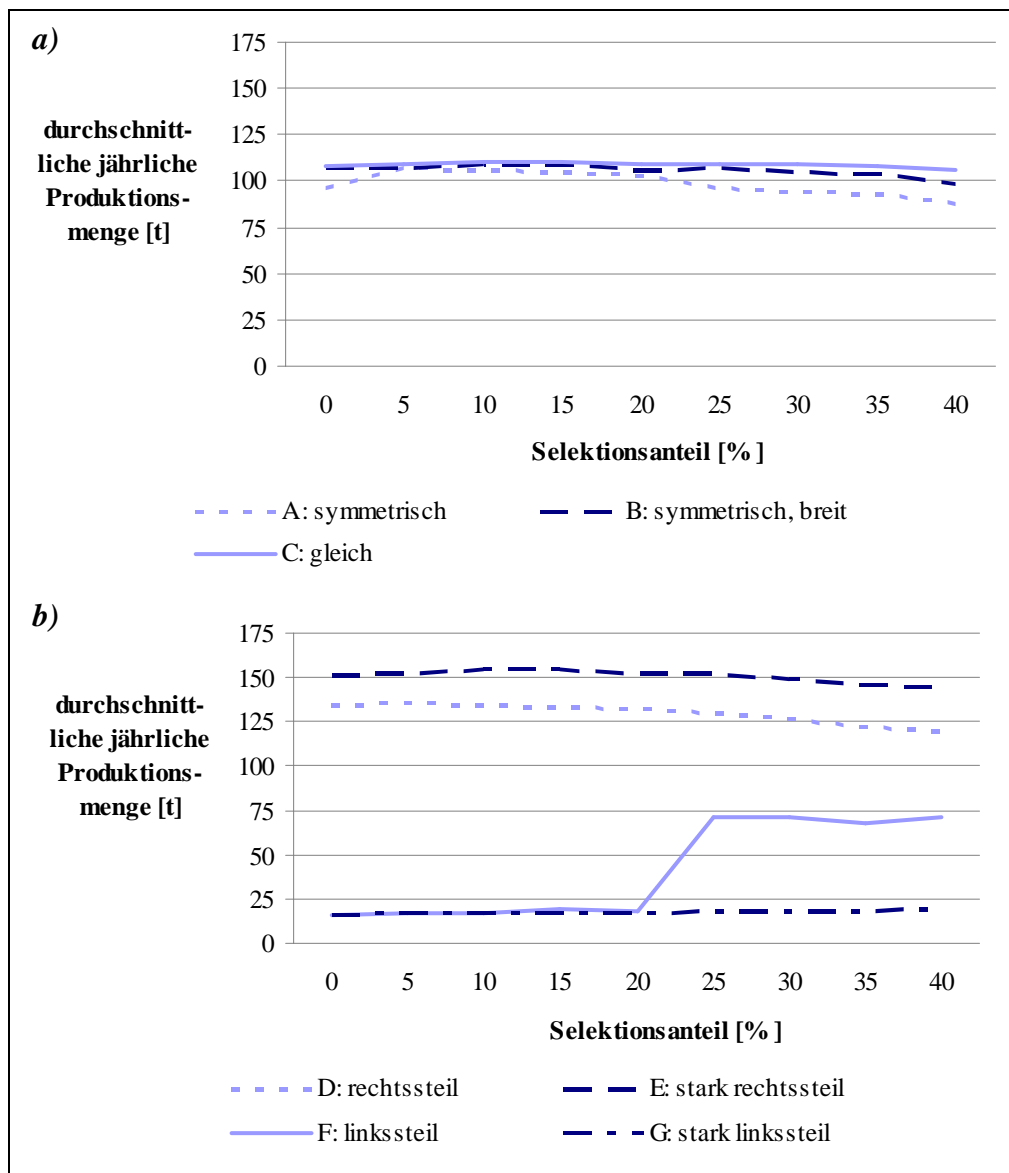 a)
durchschnitt-
liche jährliche
Produktions-
menge [t]
175
150
125
100
75
50
25
0
0 5 10 15 20 25 30 35 40
Selektionsanteil [%]
A: symmetrisch B: symmetrisch, breit
C: gleich
b)
durchschnitt-
liche jährliche
Produktions-
menge [t]
175
150
125
100
75
50
25
0
0 5 10 15 20 25 30 35 40
Selektionsanteil [%]
D: rechtssteil E: stark rechtssteil
F: linkssteil G: stark linkssteil